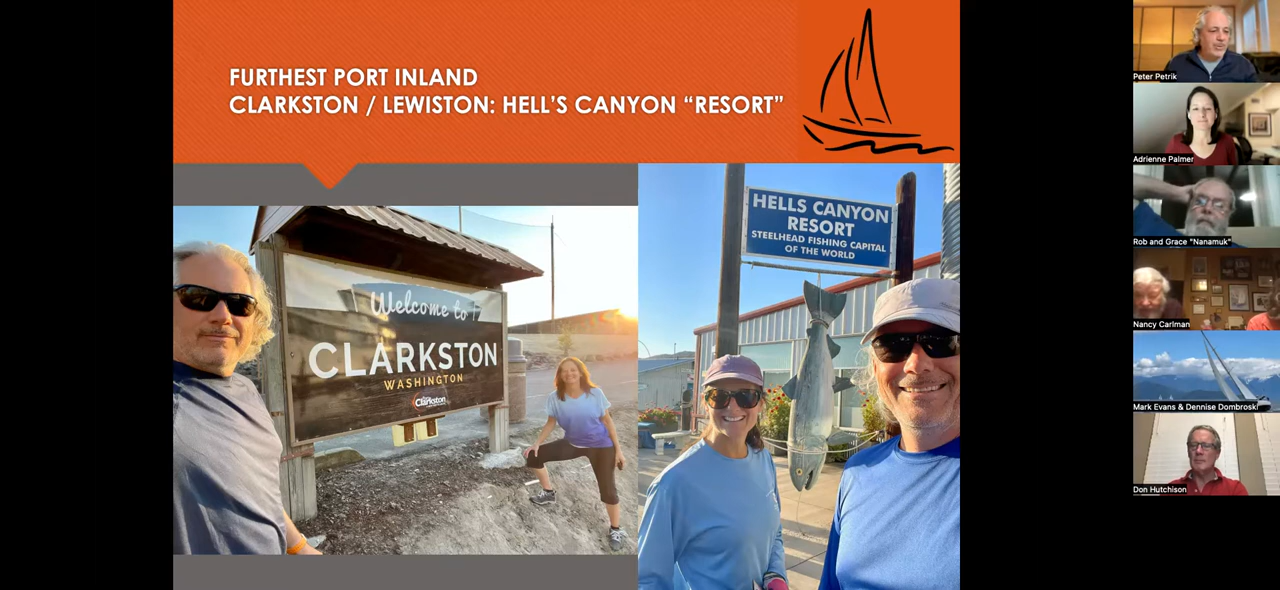 FURTHEST PORT INLAND
CLARKSTON / LEWISTON: HELL’S CANYON “RESORT”
Welcome to
CLARKSTON
WASHINGTON
Clarkston
HELLS CANYON
RESORT
STEELHEAD FISHING CAPITAL
OF THE WORLD
Peter Petrik
Adrienne Palmer
Rob and Grace "Nanamuk"
Nancy Carlman
Mark Evans & Dennise Dombroski
Don Hutchison